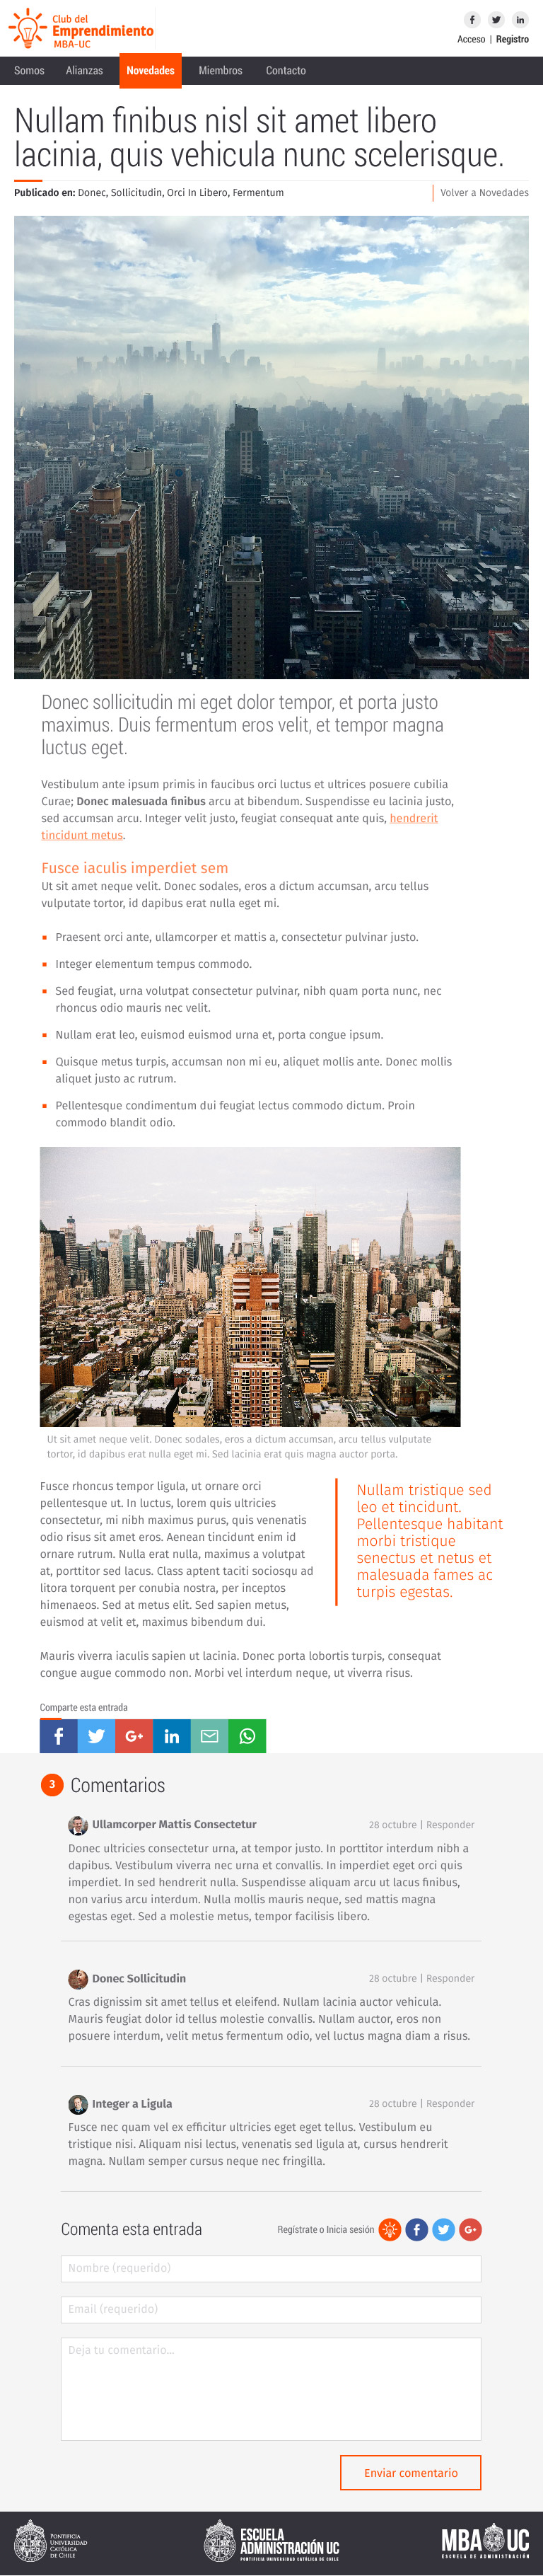 Club del
Emprendimiento
MBA-UC
Acceso | Registro
Somos Alianzas Novedades Miembros Contacto
Nullam finibus nisl sit amet libero
lacinia, quis vehicula nunc scelerisque.
Publicado en: Donec, Sollicitudin, Orci In Libero, Fermentum
Volver a Novedades
Donec sollicitudin mi eget dolor tempor, et porta justo
maximus. Duis fermentum eros velit, et tempor magna
luctus eget.
Vestibulum ante ipsum primis in faucibus orci luctus et ultrices posuere cubilia
Curae; Donec malesuada finibus arcu at bibendum. Suspendisse eu lacinia justo,
sed accumsan arcu. Integer velit justo, feugiat consequat ante quis, hendrerit
tincidunt metus.
Fusce iaculis imperdiet sem
Ut sit amet neque velit. Donec sodales, eros a dictum accumsan, arcu tellus
vulputate tortor, id dapibus erat nulla eget mi.
Praesent orci ante, ullamcorper et mattis a, consectetur pulvinar justo.
Integer elementum tempus commodo.
Sed feugiat, urna volutpat consectetur pulvinar, nibh quam porta nunc, nec
rhoncus odio mauris nec velit.
Nullam erat leo, euismod euismod urna et, porta congue ipsum.
Quisque metus turpis, accumsan non mi eu, aliquet mollis ante. Donec mollis
aliquet justo ac rutrum.
Pellentesque condimentum dui feugiat lectus commodo dictum. Proin
commodo blandit odio.
Ut sit amet neque velit. Donec sodales, eros a dictum accumsan, arcu tellus vulputate
tortor, id dapibus erat nulla eget mi. Sed lacinia erat quis magna auctor porta.
Fusce rhoncus tempor ligula, ut ornare orci
pellentesque ut. In luctus, lorem quis ultricies
consectetur, mi nibh maximus purus, quis venenatis
odio risus sit amet eros. Aenean tincidunt enim id
ornare rutrum. Nulla erat nulla, maximus a volutpat
at, porttitor sed lacus. Class aptent taciti sociosqu ad
litora torquent per conubia nostra, per inceptos
himenaeos. Sed at metus elit. Sed sapien metus,
euismod at velit et, maximus bibendum dui.
Nullam tristique sed
leo et tincidunt.
Pellentesque habitant
morbi tristique
senectus et netus et
malesuada fames ac
turpis egestas.
Mauris viverra iaculis sapien ut lacinia. Donec porta lobortis turpis, consequat
congue augue commodo non. Morbi vel interdum neque, ut viverra risus.
Comparte esta entrada
3 Comentarios
Ullamcorper Mattis Consectetur
28 octubre | Responder
Donec ultricies consectetur urna, at tempor justo. In porttitor interdum nibh a
dapibus. Vestibulum viverra nec urna et convallis. In imperdiet eget orci quis
imperdiet. In sed hendrerit nulla. Suspendisse aliquam arcu ut lacus finibus,
non varius arcu interdum. Nulla mollis mauris neque, sed mattis magna
egestas eget. Sed a molestie metus, tempor facilisis libero.
Donec Sollicitudin
28 octubre | Responder
Cras dignissim sit amet tellus et eleifend. Nullam lacinia auctor vehicula.
Mauris feugiat dolor id tellus molestie convallis. Nullam auctor, eros non
posuere interdum, velit metus fermentum odio, vel luctus magna diam a risus.
Integer a Ligula
28 octubre | Responder
Fusce nec quam vel ex efficitur ultricies eget eget tellus. Vestibulum eu
tristique nisi. Aliquam nisi lectus, venenatis sed ligula at, cursus hendrerit
magna. Nullam semper cursus neque nec fringilla.
Comenta esta entrada
Regístrate o Inicia sesión
Nombre (requerido)
Email (requerido)
Deja tu comentario...
Enviar comentario
PONTIFICIA
UNIVERSIDAD
CATÓLICA
DE CHILE
ESCUELA
ADMINISTRACIÓN UC
PONTIFICIA UNIVERSIDAD CATÓLICA DE CHILE
MBA UC
ESCUELA DE ADMINISTRACIÓN